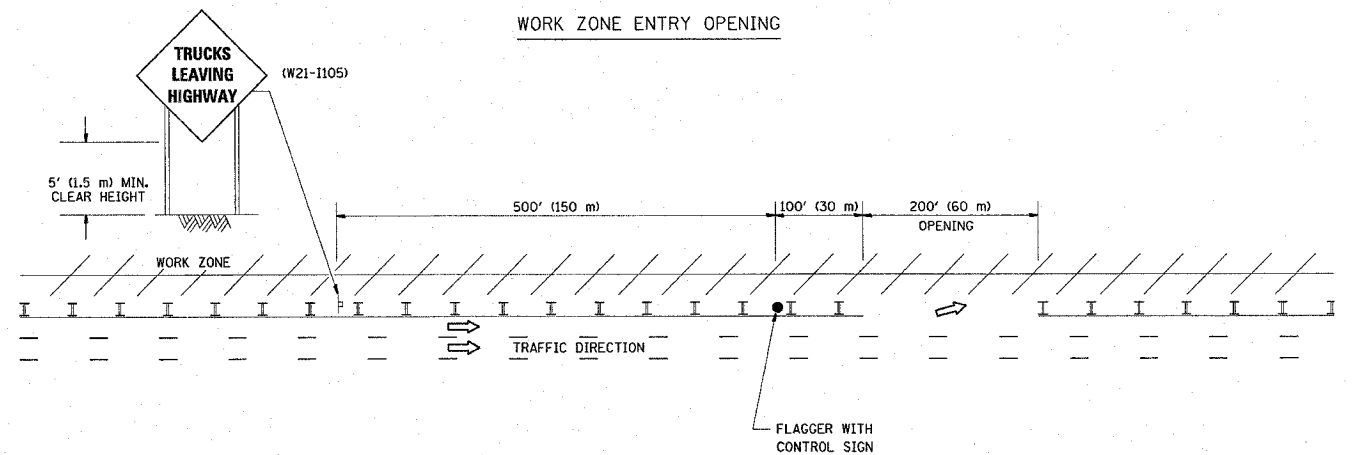 WORK ZONE ENTRY OPENING
TRUCKS
LEAVING
HIGHWAY
(W21-I105)
5' (1.5 m) MIN.
CLEAR HEIGHT
500' (150 m)
100' (30 m)
200' (60 m)
OPENING
WORK ZONE
TRAFFIC DIRECTION
FLAGGER WITH
CONTROL SIGN